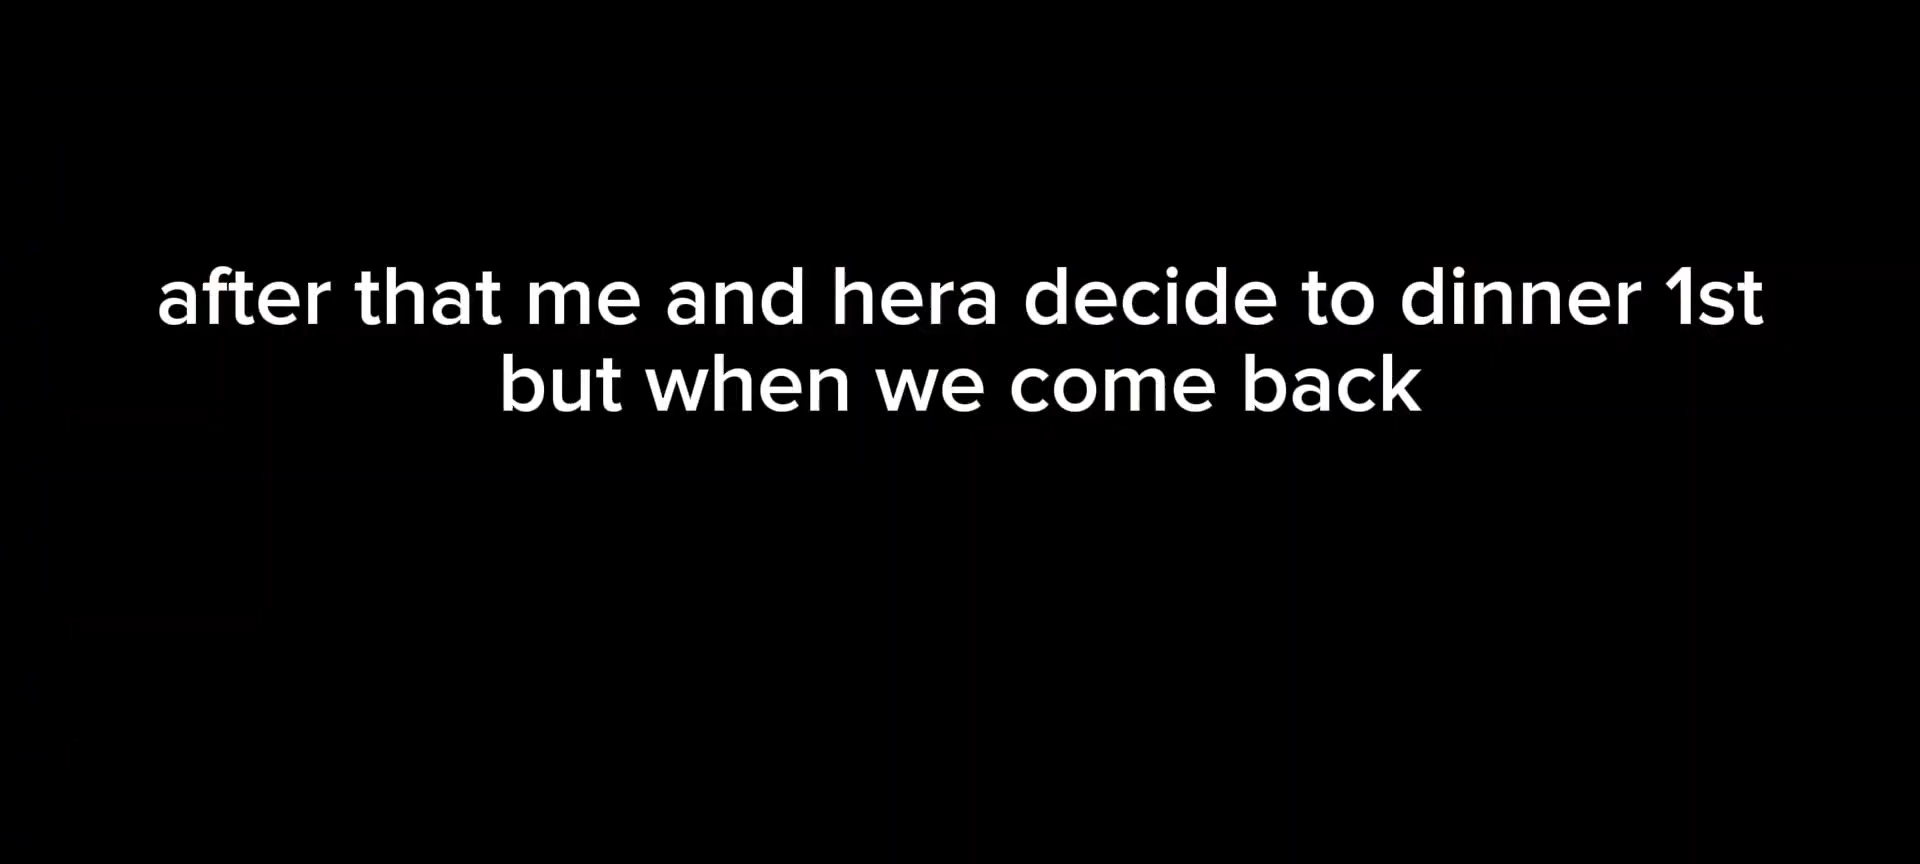 after that me and hera decide to dinner 1st
but when we come back